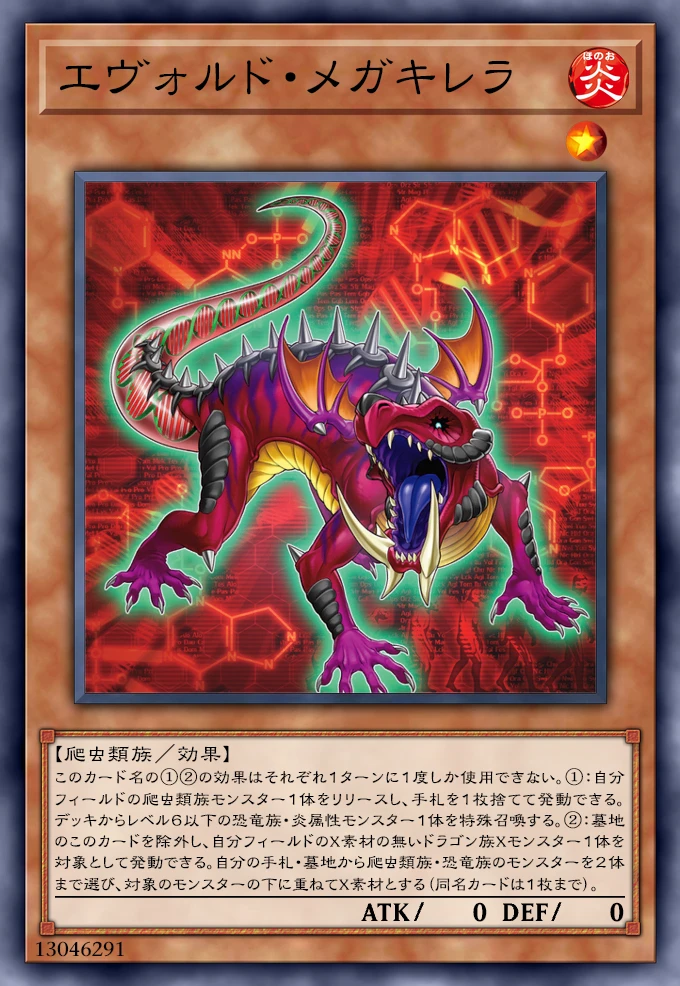 エヴォルド・メガキレラ
ほのお
炎
【爬虫類族／効果】
このカード名の①②の効果はそれぞれ1ターンに1度しか使用できない。①：自分
フィールドの爬虫類族モンスター1体をリリースし、手札を1枚捨てて発動できる。
デッキからレベル6以下の恐竜族・炎属性モンスター1体を特殊召喚する。②：墓地
のこのカードを除外し、自分フィールドのX素材の無いドラゴン族Xモンスター1体を
対象として発動できる。自分の手札・墓地から爬虫類族・恐竜族のモンスターを2体
まで選び、対象のモンスターの下に重ねてX素材とする（同名カードは1枚まで）。
ATK/ 0 DEF/ 0
13046291